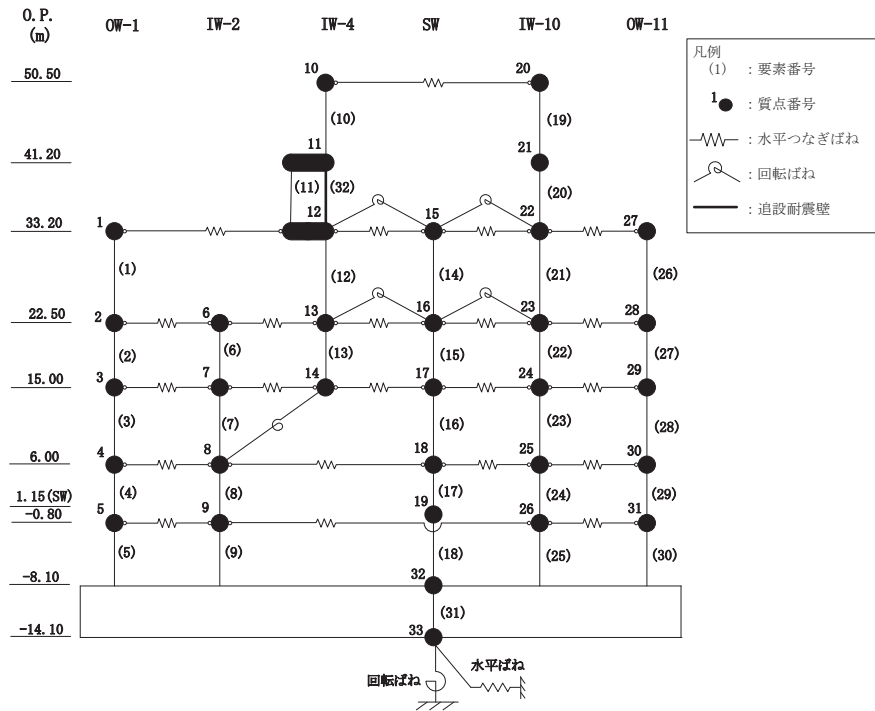 O.P.
(m)
OW-1 IW-2 IW-4 SW IW-10 OW-11
凡例
(1) : 要素番号
1 : 質点番号
: 水平つなぎばね
: 回転ばね
: 追設耐震壁
50.50 10 20
(10) (19)
41.20 11 21
(11) (32) (20)
33.20 1 12 15 22 27
(1) (12) (14) (21) (26)
22.50 2 6 13 16 23 28
(2) (6) (13) (15) (22) (27)
15.00 3 7 14 17 24 29
(3) (7) (16) (23) (28)
6.00 4 8 18 25 30
(4) (8) (17) (24) (29)
1.15(SW) 19
-0.80 5 9 26 31
(5) (9) (18) (25) (30)
-8.10 32
(31)
-14.10 33
回転ばね 水平ばね